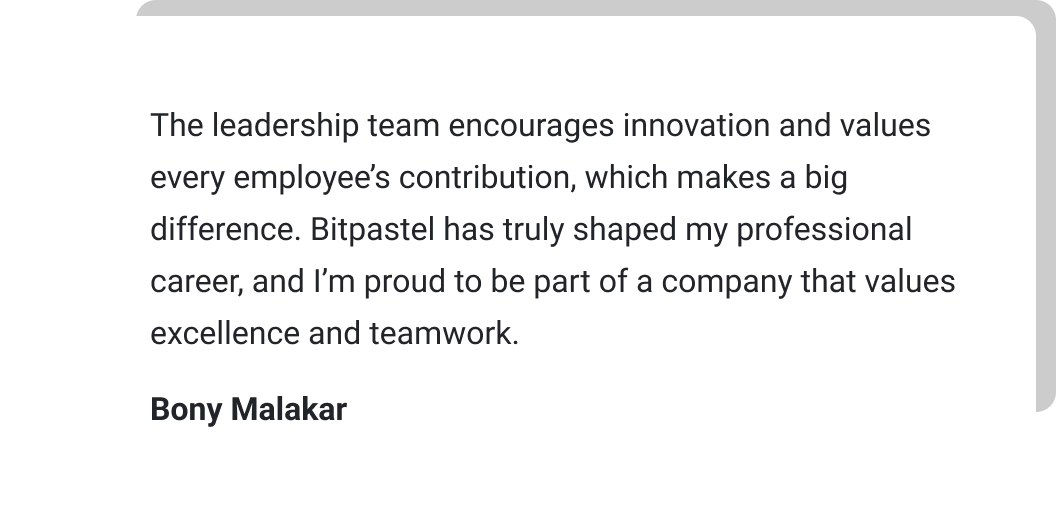 The leadership team encourages innovation and values
every employee’s contribution, which makes a big
difference. Bitpastel has truly shaped my professional
career, and I’m proud to be part of a company that values
excellence and teamwork.
Bony Malakar